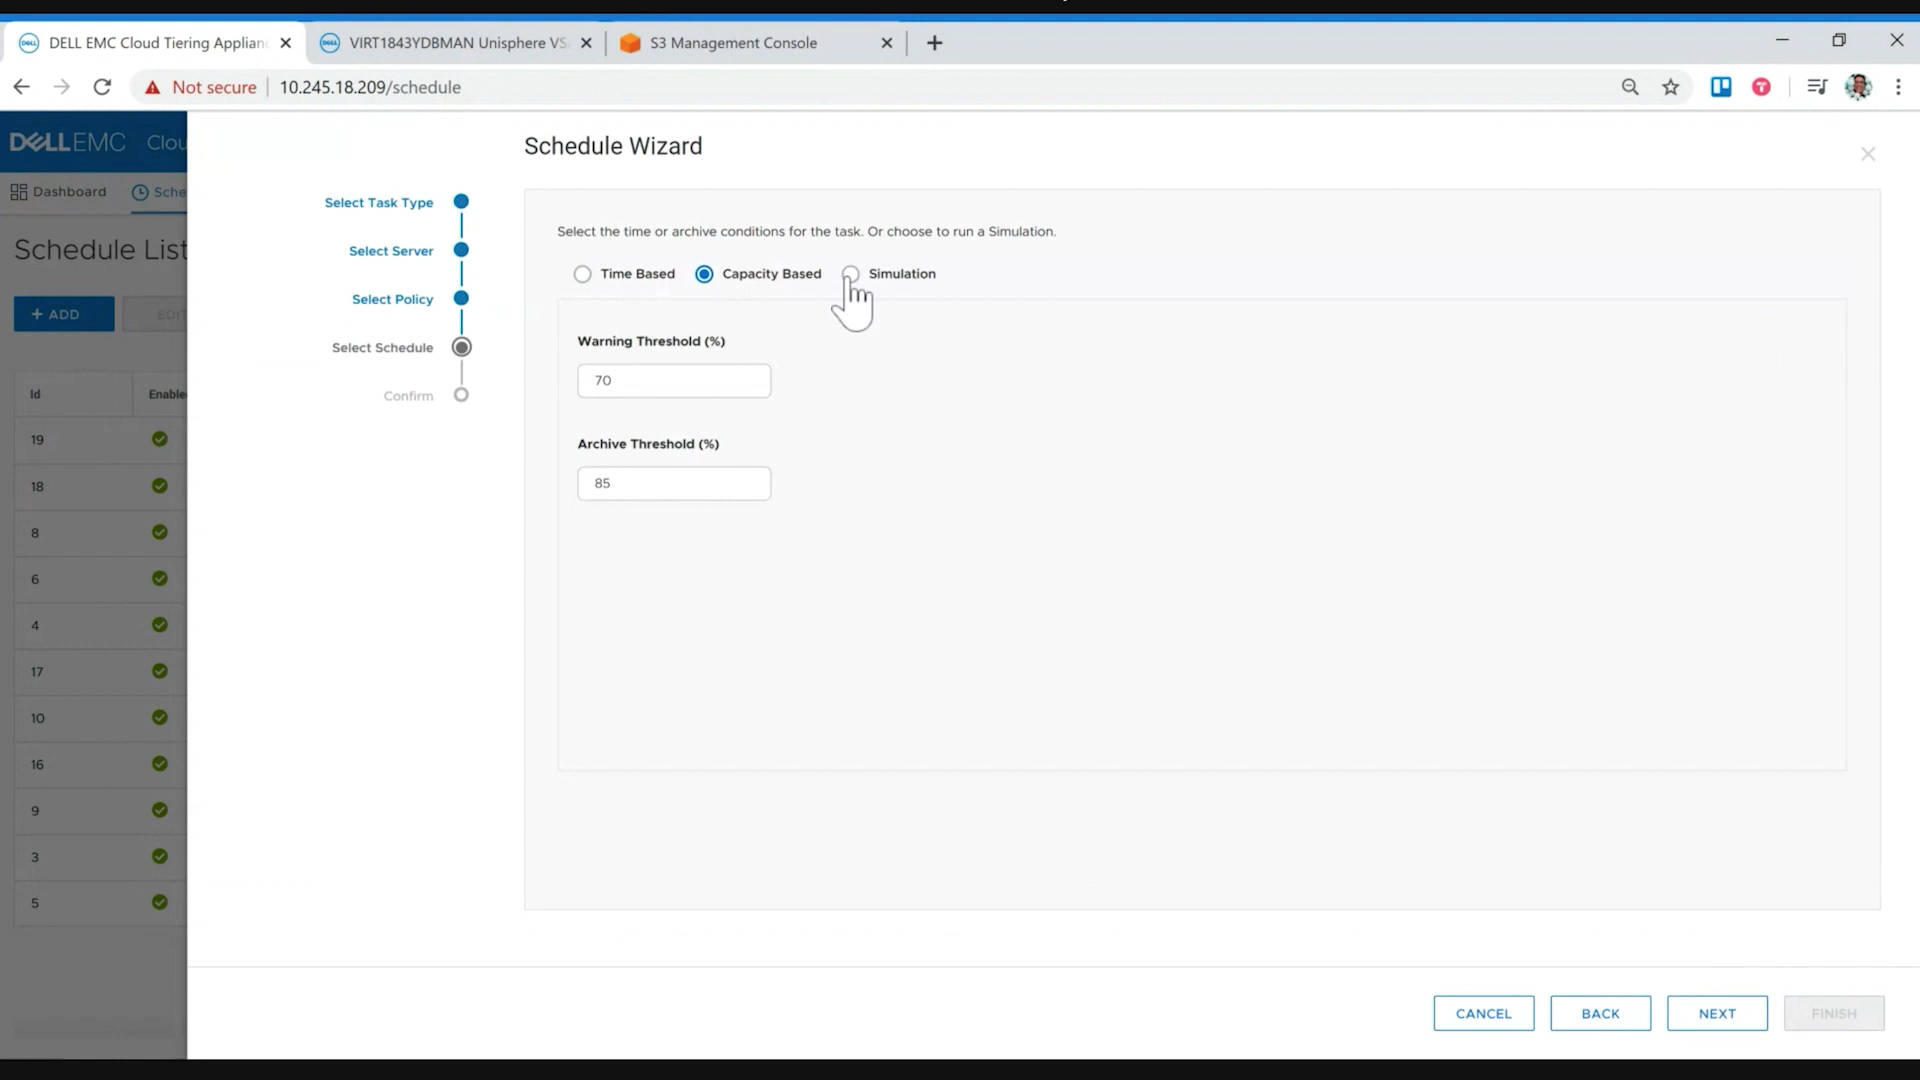 DELL EMC Cloud Tiering Applian
VIRT1843YDBMAN Unisphere VS
S3 Management Console
Not secure
10.245.18.209/schedule
DELLEMC
Clou
Dashboard
Sche
Schedule List
+ ADD
EDIT
Id
Enable
19
18
8
6
4
17
10
16
9
3
5
Schedule Wizard
Select Task Type
Select Server
Select Policy
Select Schedule
Confirm
Select the time or archive conditions for the task. Or choose to run a Simulation.
Time Based
Capacity Based
Simulation
Warning Threshold (%)
70
Archive Threshold (%)
85
CANCEL
BACK
NEXT
FINISH